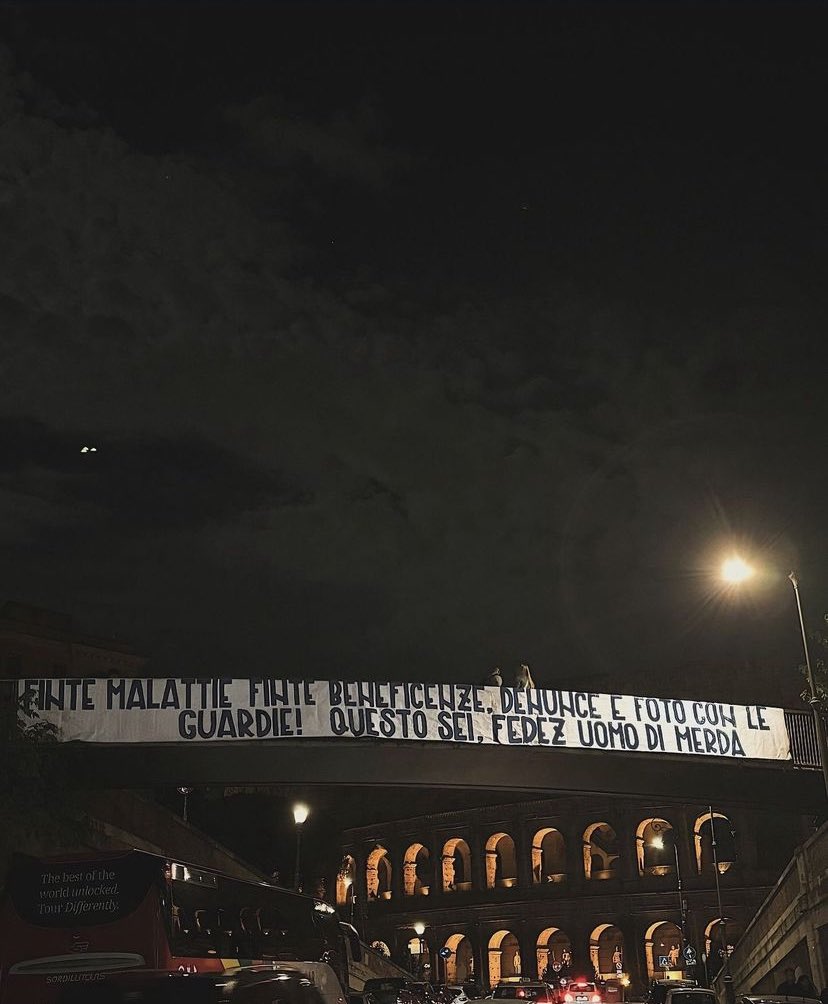 FINTE MALATTIE FINTE BENEFICENZE, DENUNCE E FOTO CON LE
GUARDIE! QUESTO SEI, FEDEZ UOMO DI MERDA
The best of the
world unlocked.
Tour Differently.